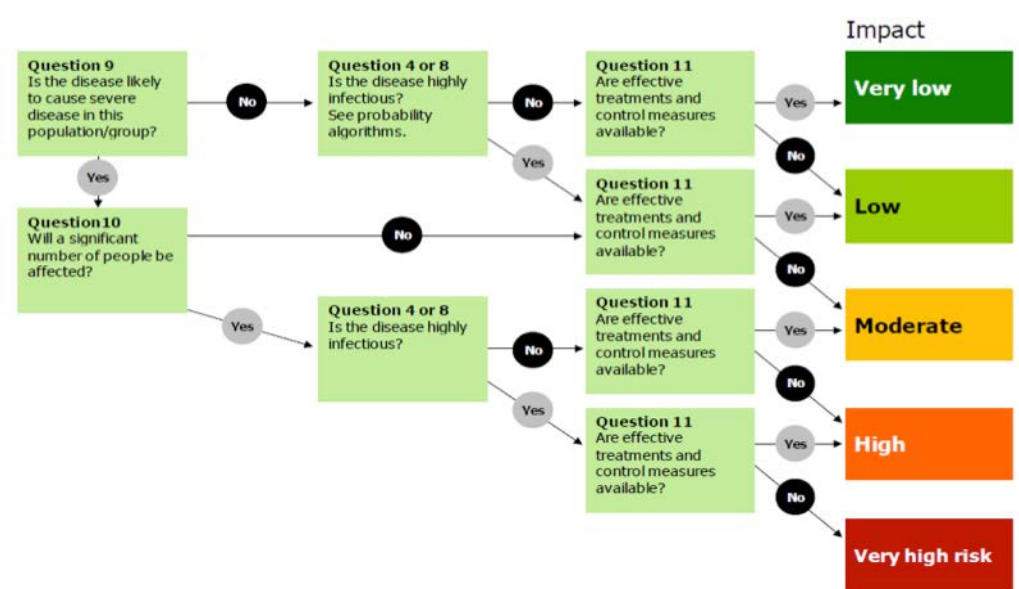 Impact
Question 9
Is the disease likely
to cause severe
disease in this
population/group?
No
Question 4 or 8
Is the disease highly
infectious?
See probability
algorithms.
No
Yes
Question 11
Are effective
treatments and
control measures
available?
Yes
No
Very low
Yes
Question 11
Are effective
treatments and
control measures
available?
Yes
No
Low
Question10
Will a significant
number of people be
affected?
No
Yes
Question 4 or 8
Is the disease highly
infectious?
No
Yes
Question 11
Are effective
treatments and
control measures
available?
Yes
No
Moderate
Question 11
Are effective
treatments and
control measures
available?
Yes
No
High
Very high risk